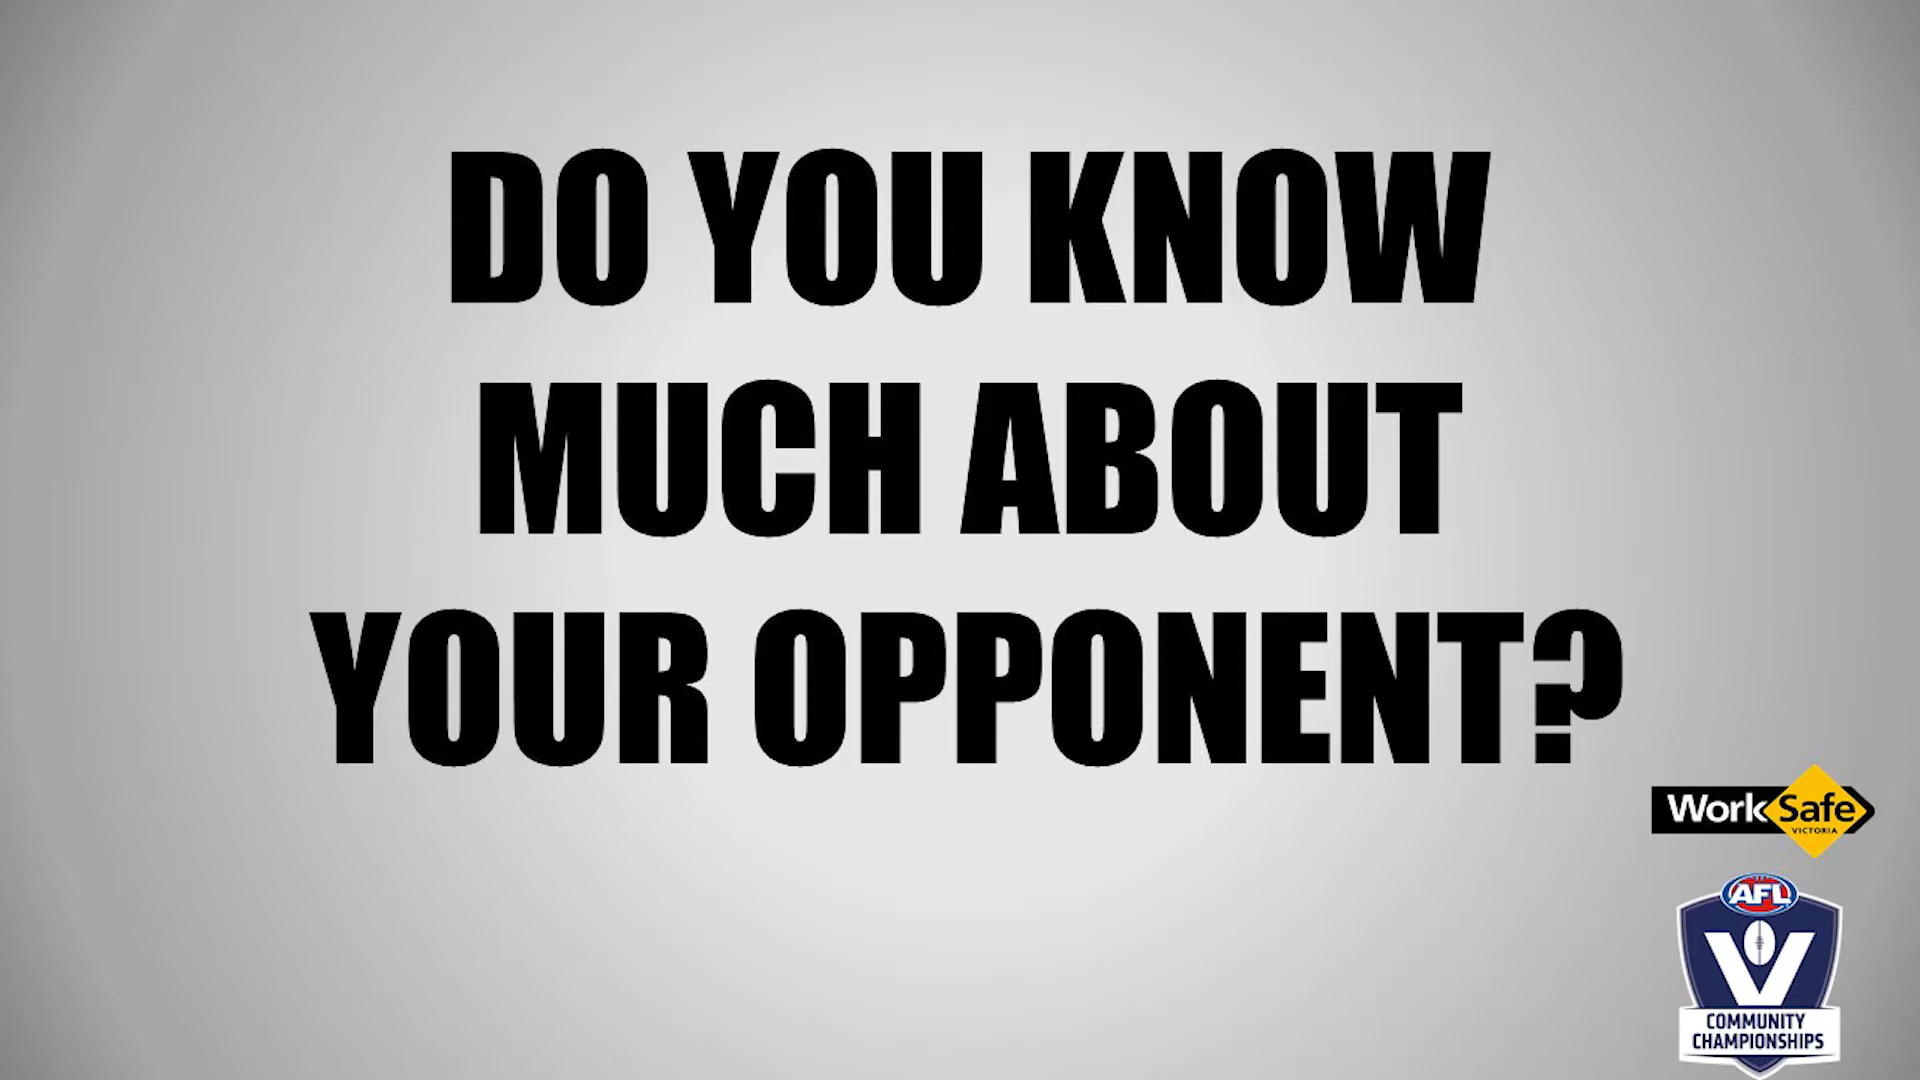 DO YOU KNOW
MUCH ABOUT
YOUR OPPONENT?
WorkSafe
VICTORIA
AFL
V
COMMUNITY
CHAMPIONSHIPS